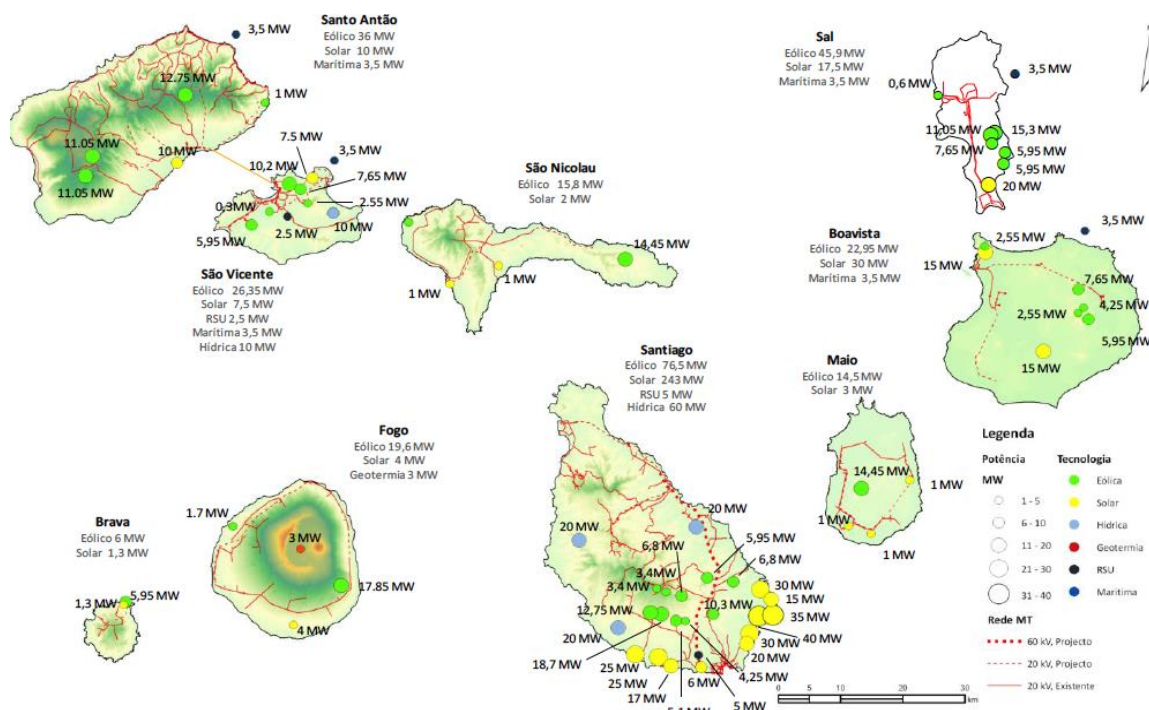 Santo Antão
Eólico 36 MW
Solar 10 MW
Marítima 3,5 MW
3,5 MW
12.75 MW
1 MW
11.05 MW
10 MW
11.05 MW
São Vicente
Eólico 26,35 MW
Solar 7,5 MW
RSU 2,5 MW
Marítima 3,5 MW
Hídrica 10 MW
7.5 MW
3,5 MW
10,2 MW
7,65 MW
2.55 MW
0,3 MW
5,95 MW
2.5 MW
10 MW
São Nicolau
Eólico 15,8 MW
Solar 2 MW
14,45 MW
1 MW
1 MW
Sal
Eólico 45,9 MW
Solar 17,5 MW
Marítima 3,5 MW
3,5 MW
0,6 MW
11,05 MW
15,3 MW
7,65 MW
5,95 MW
5,95 MW
20 MW
Boavista
Eólico 22,95 MW
Solar 30 MW
Marítima 3,5 MW
3,5 MW
2,55 MW
15 MW
7,65 MW
4,25 MW
2,55 MW
5,95 MW
15 MW
Maio
Eólico 14,5 MW
Solar 3 MW
14,45 MW
1 MW
1 MW
1 MW
Santiago
Eólico 76,5 MW
Solar 243 MW
RSU 5 MW
Hídrica 60 MW
20 MW
20 MW
5,95 MW
6,8 MW
6,8 MW
3,4 MW
3,4 MW
30 MW
15 MW
12,75 MW
10,3 MW
35 MW
20 MW
40 MW
30 MW
18,7 MW
20 MW
4,25 MW
25 MW
25 MW
6 MW
17 MW
5 MW
Fogo
Eólico 19,6 MW
Solar 4 MW
Geotermia 3 MW
1.7 MW
3 MW
17.85 MW
4 MW
Brava
Eólico 6 MW
Solar 1,3 MW
5,95 MW
1,3 MW
Legenda
Potência
MW
1 - 5
6 - 10
11 - 20
21 - 30
31 - 40
Tecnologia
Eólica
Solar
Hídrica
Geotermia
RSU
Marítima
Rede MT
60 kV, Projecto
20 kV, Projecto
20 kV, Existente
0 10 20 30
km